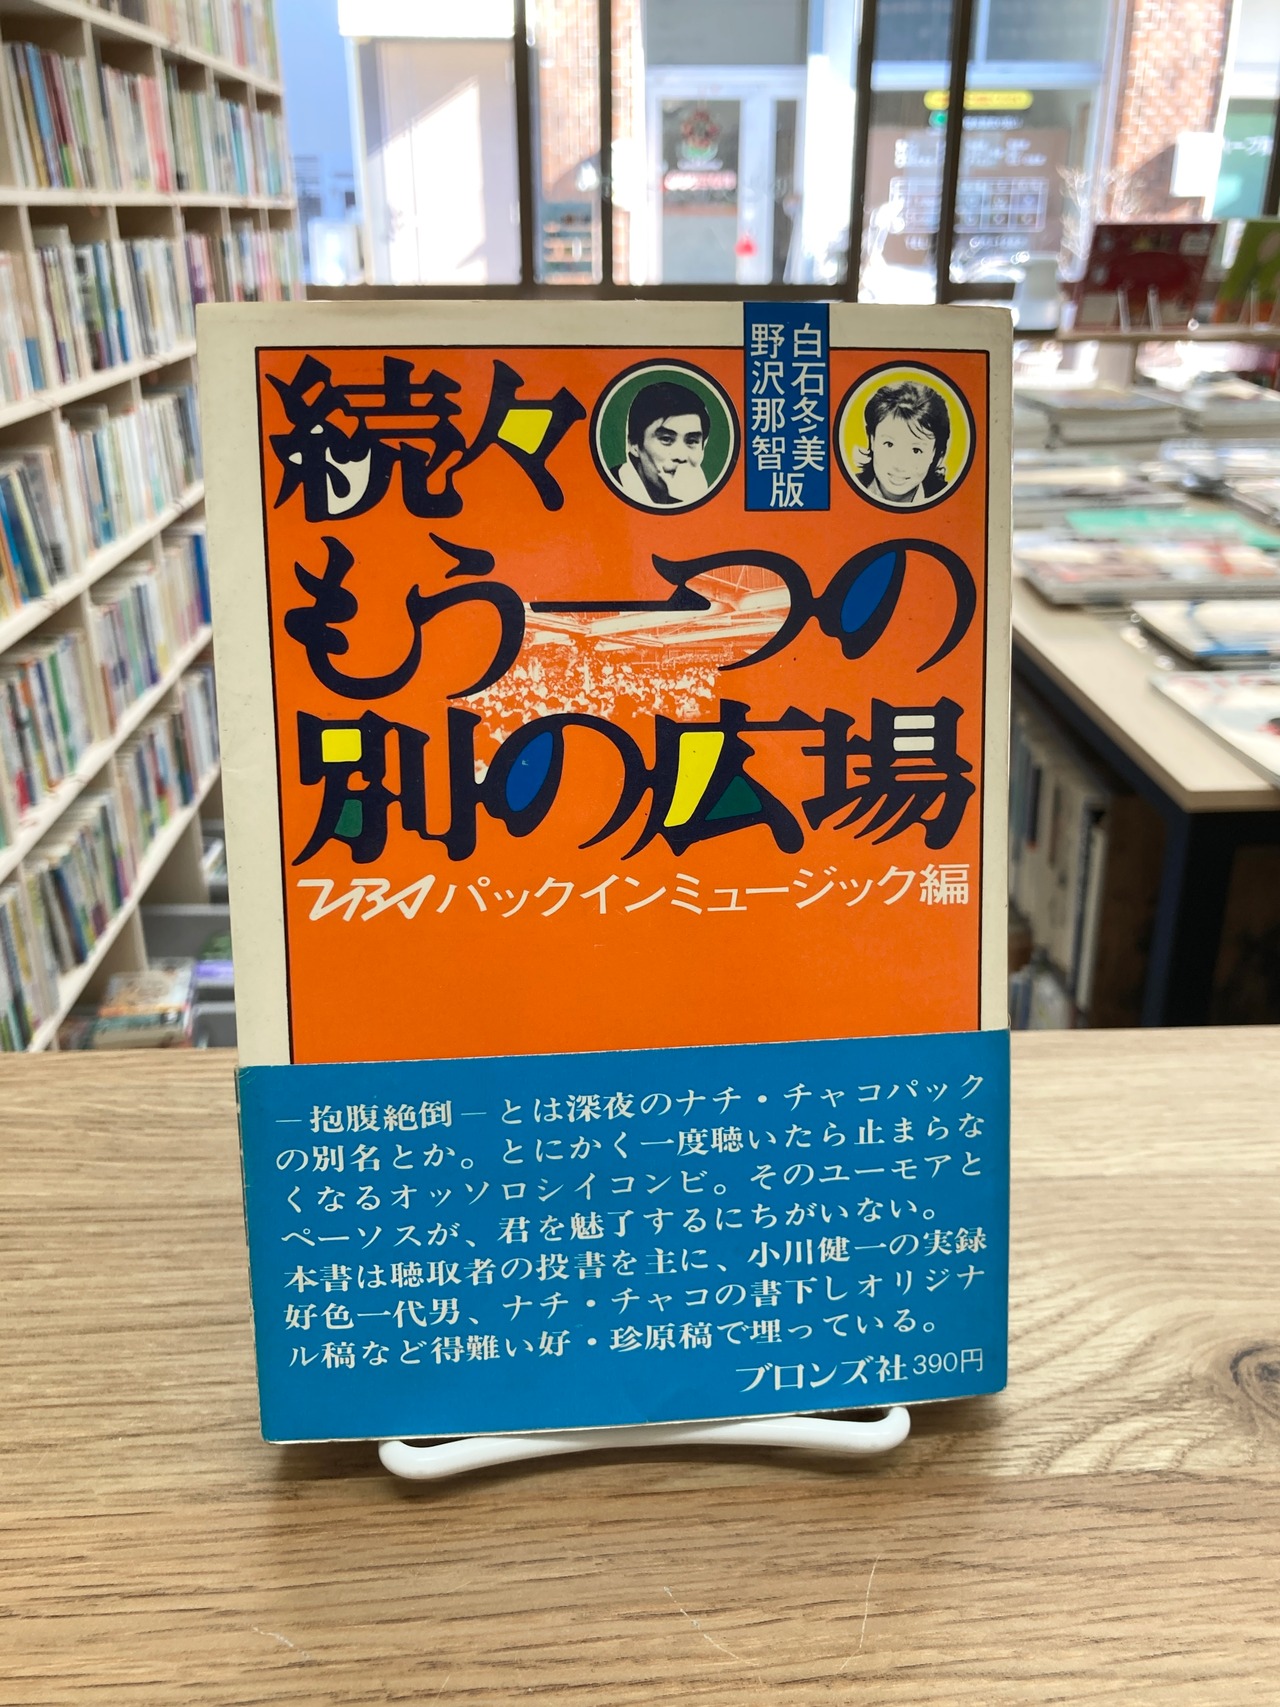 続々
白石冬美
野沢那智
版
もう一つの
別の広場
TBSパックインミュージック編
―抱腹絶倒―とは深夜のナチ・チャコパック
の別名とか。とにかく一度聴いたら止まらな
くなるオッソロシイコンビ。そのユーモアと
ペーソスが、君を魅了するにちがいない。
本書は聴取者の投書を主に、小川健一の実録
好色一代男、ナチ・チャコの書下しオリジナ
ル稿など得難い好・珍原稿で埋っている。
ブロンズ社390円